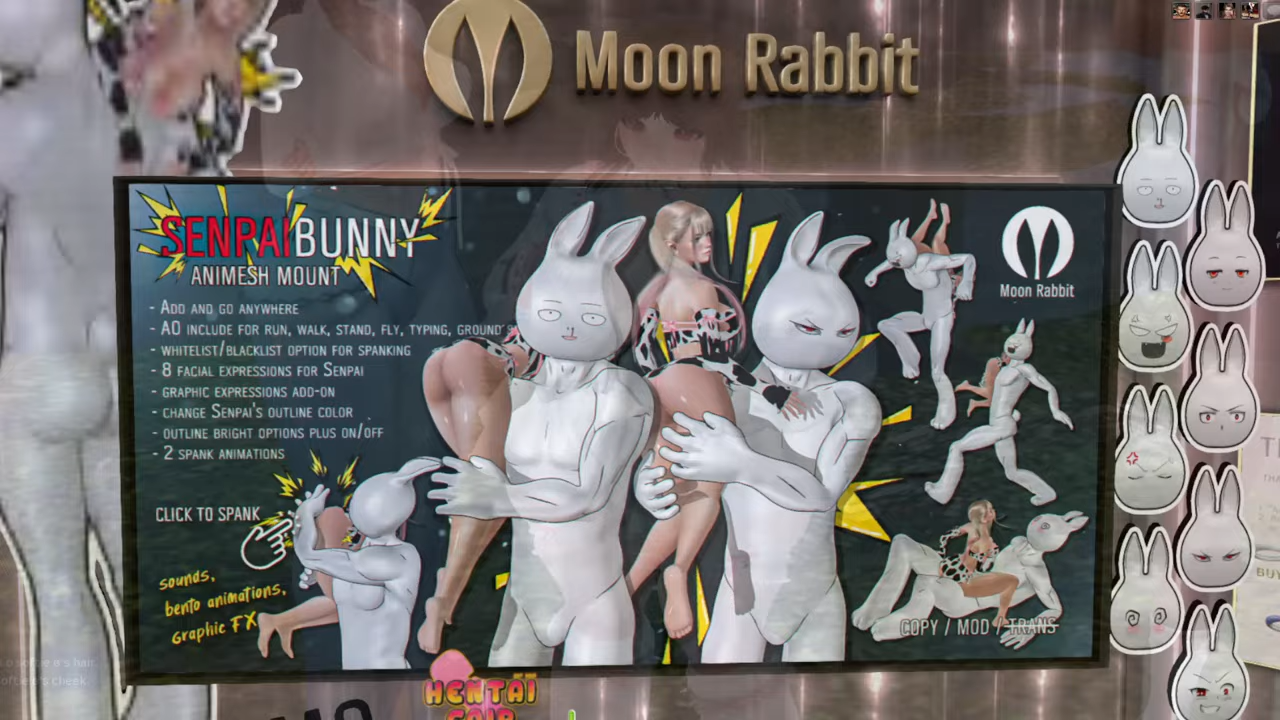 Moon Rabbit
SENPAIBUNNY
ANIMESH MOUNT
- ADD AND GO ANYWHERE
- AO INCLUDE FOR RUN, WALK, STAND, FLY, TYPING, GROUND'S
- WHITELIST/BLACKLIST OPTION FOR SPANKING
- 8 FACIAL EXPRESSIONS FOR SENPAI
- GRAPHIC EXPRESSIONS ADD-ON
- CHANGE SENPAI'S OUTLINE COLOR
- OUTLINE BRIGHT OPTIONS PLUS ON/OFF
- 2 SPANK ANIMATIONS
CLICK TO SPANK
sounds,
bento animations,
Graphic FX
Moon Rabbit
COPY / MOD / TRANS
HENTAI
FAIR